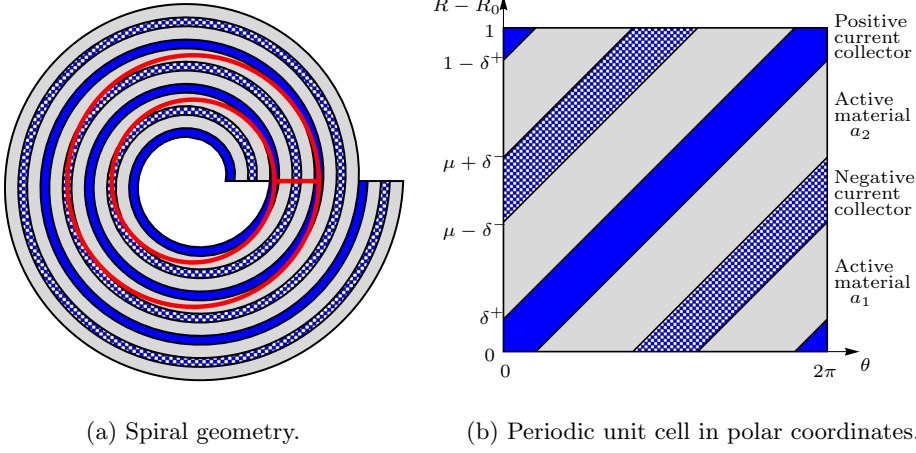 R − R₀
1
1 − δ⁺
μ + δ⁻
μ − δ⁻
δ⁺
0
0
2π
θ
Positive
current
collector
Active
material
a₂
Negative
current
collector
Active
material
a₁
(a) Spiral geometry.
(b) Periodic unit cell in polar coordinates.